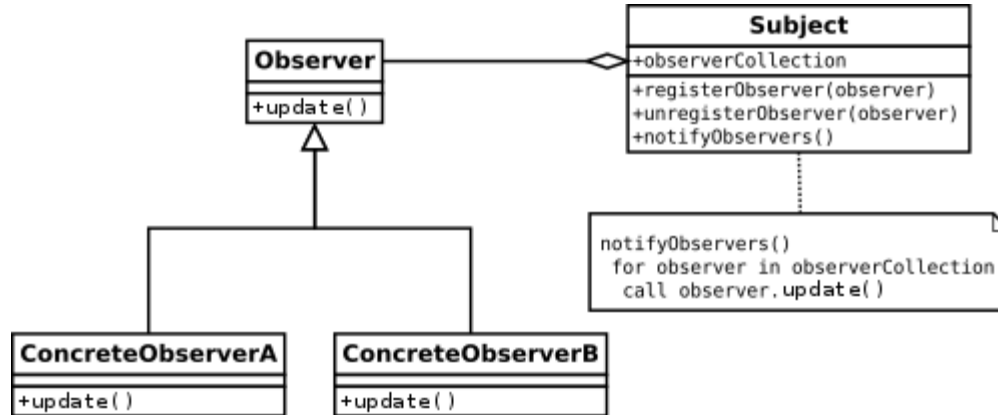 Subject
Observer
+observerCollection
+update()
+registerObserver(observer)
+unregisterObserver(observer)
+notifyObservers()
notifyObservers()
for observer in observerCollection
call observer.update()
ConcreteObserverA
+update()
ConcreteObserverB
+update()